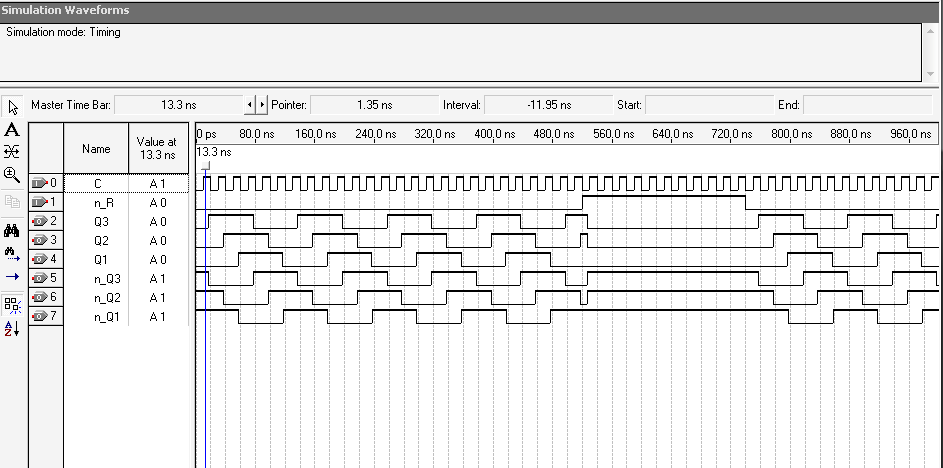 Simulation Waveforms
Simulation mode: Timing
Master Time Bar: 13.3 ns Pointer: 1.35 ns Interval: -11.95 ns Start: End:
Name Value at 13.3 ns
0 ps 80.0 ns 160.0 ns 240.0 ns 320.0 ns 400.0 ns 480.0 ns 560.0 ns 640.0 ns 720.0 ns 800.0 ns 880.0 ns 960.0 ns
13.3 ns
0 C A 1
1 n_R A 0
2 Q3 A 0
3 Q2 A 0
4 Q1 A 0
5 n_Q3 A 1
6 n_Q2 A 1
7 n_Q1 A 1